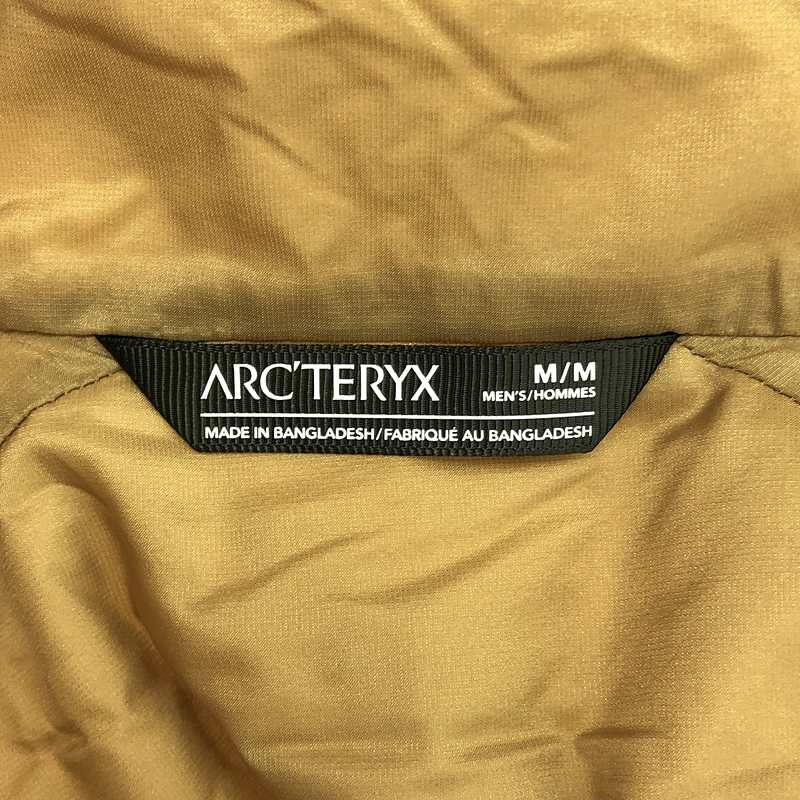 ARC'TERYX
M/M
MEN'S/HOMMES
MADE IN BANGLADESH/FABRIQUÉ AU BANGLADESH